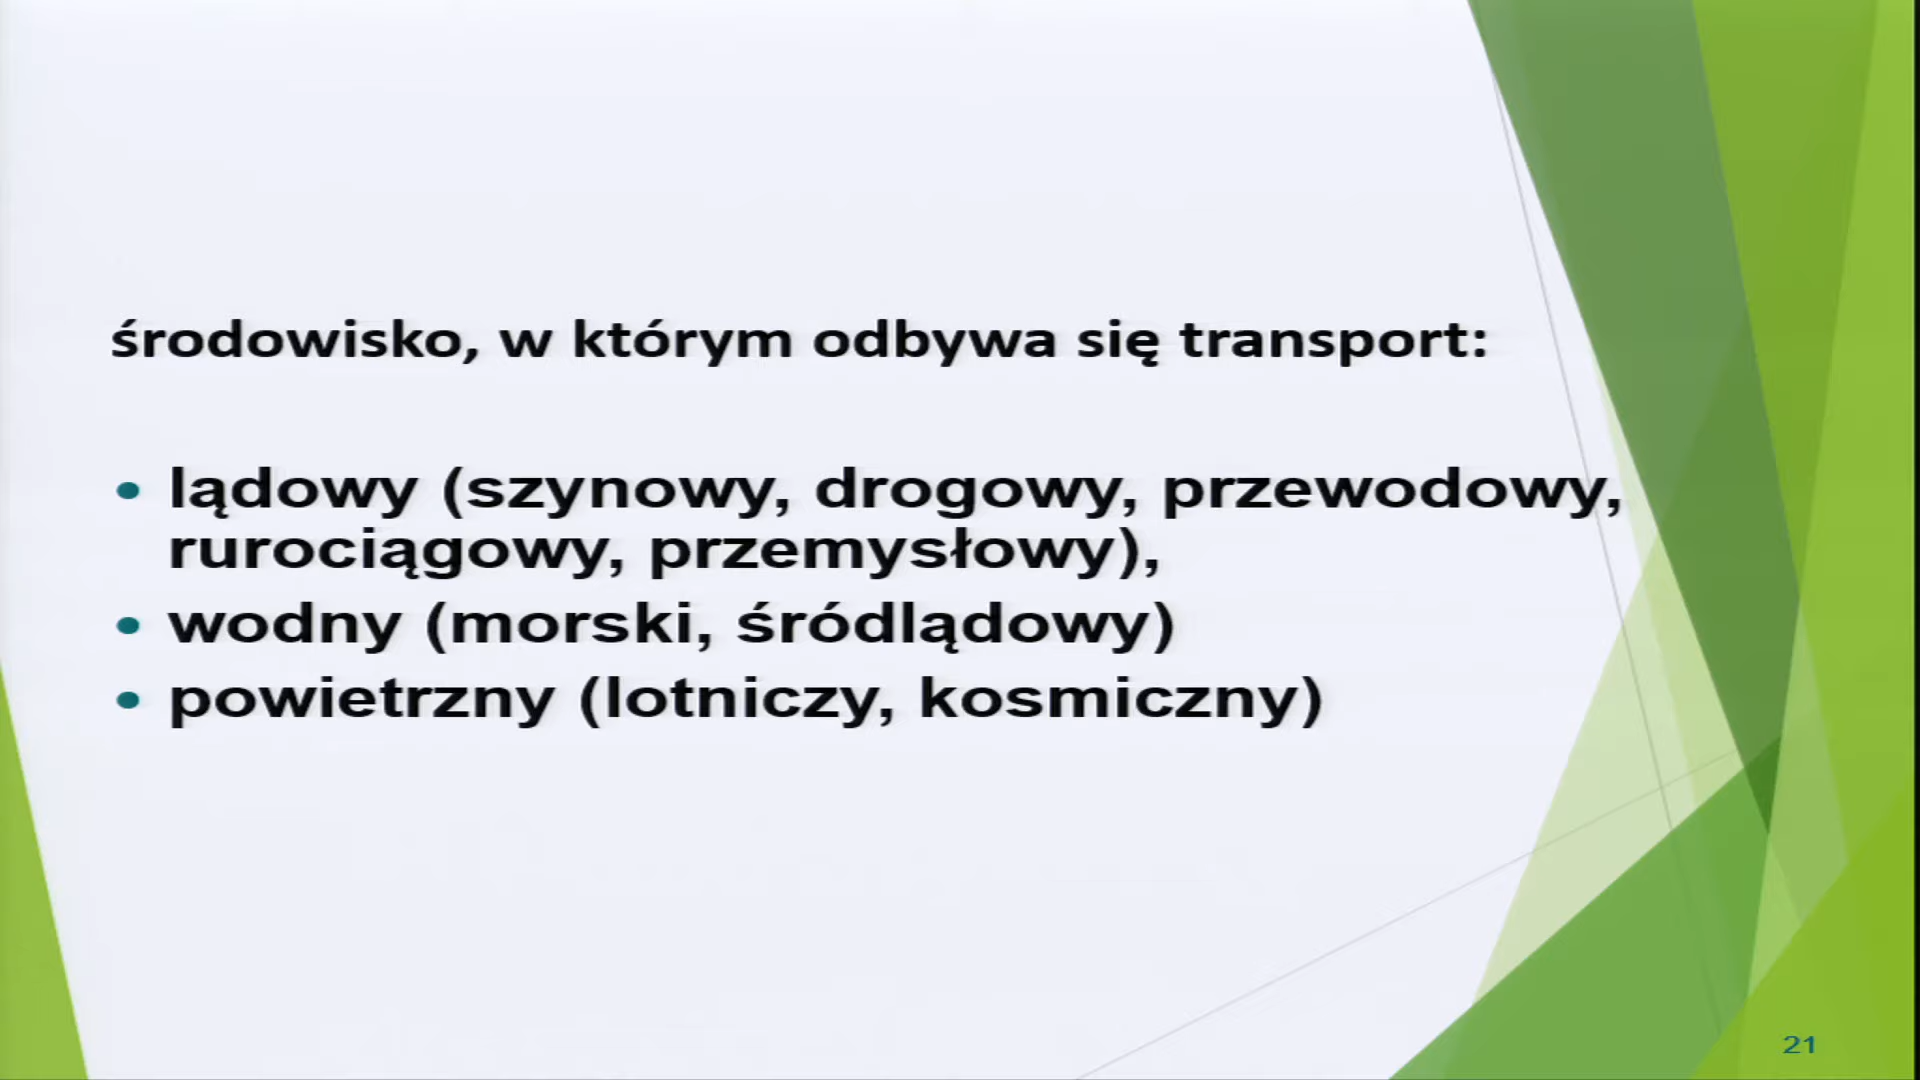 środowisko, w którym odbywa się transport:
• lądowy (szynowy, drogowy, przewodowy,
rurociągowy, przemysłowy),
• wodny (morski, śródlądowy)
• powietrzny (lotniczy, kosmiczny)
21